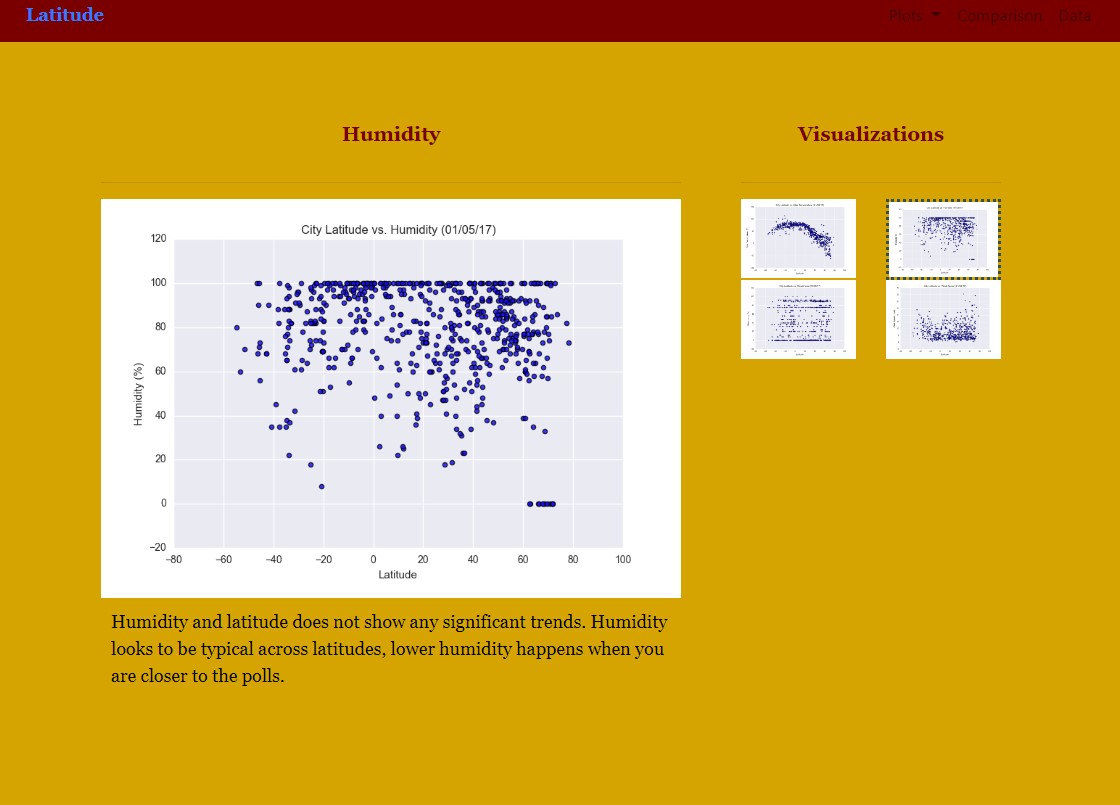 Latitude
Plots Comparison Data
Humidity
Visualizations
City Latitude vs. Humidity (01/05/17)
120
100
80
60
40
20
0
−20
Humidity (%)
−80 −60 −40 −20 0 20 40 60 80 100
Latitude
Humidity and latitude does not show any significant trends. Humidity
looks to be typical across latitudes, lower humidity happens when you
are closer to the polls.